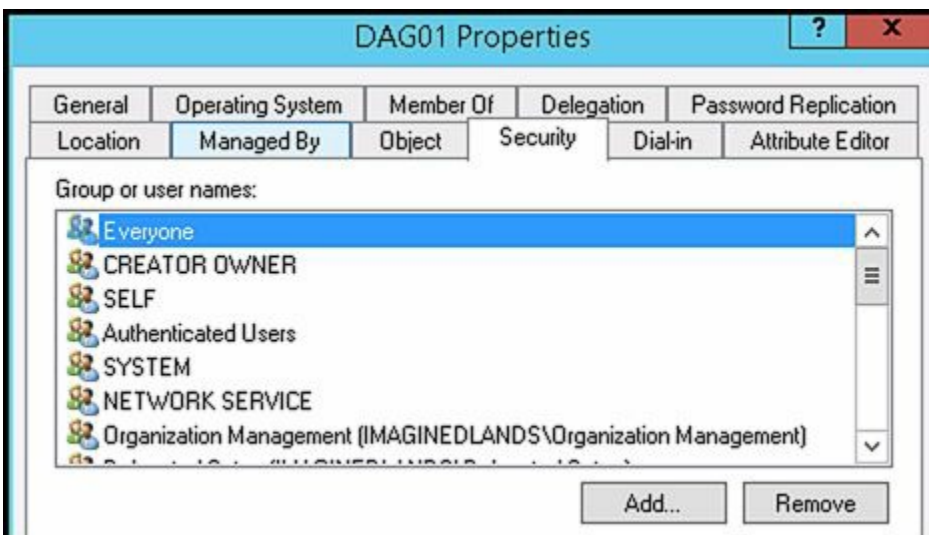 DAG01 Properties
?
x
General Operating System Member Of Delegation Password Replication
Location Managed By Object Security Dial-in Attribute Editor
Group or user names:
Everyone
CREATOR OWNER
SELF
Authenticated Users
SYSTEM
NETWORK SERVICE
Organization Management (IMAGINEDLANDS\Organization Management)
Add...
Remove